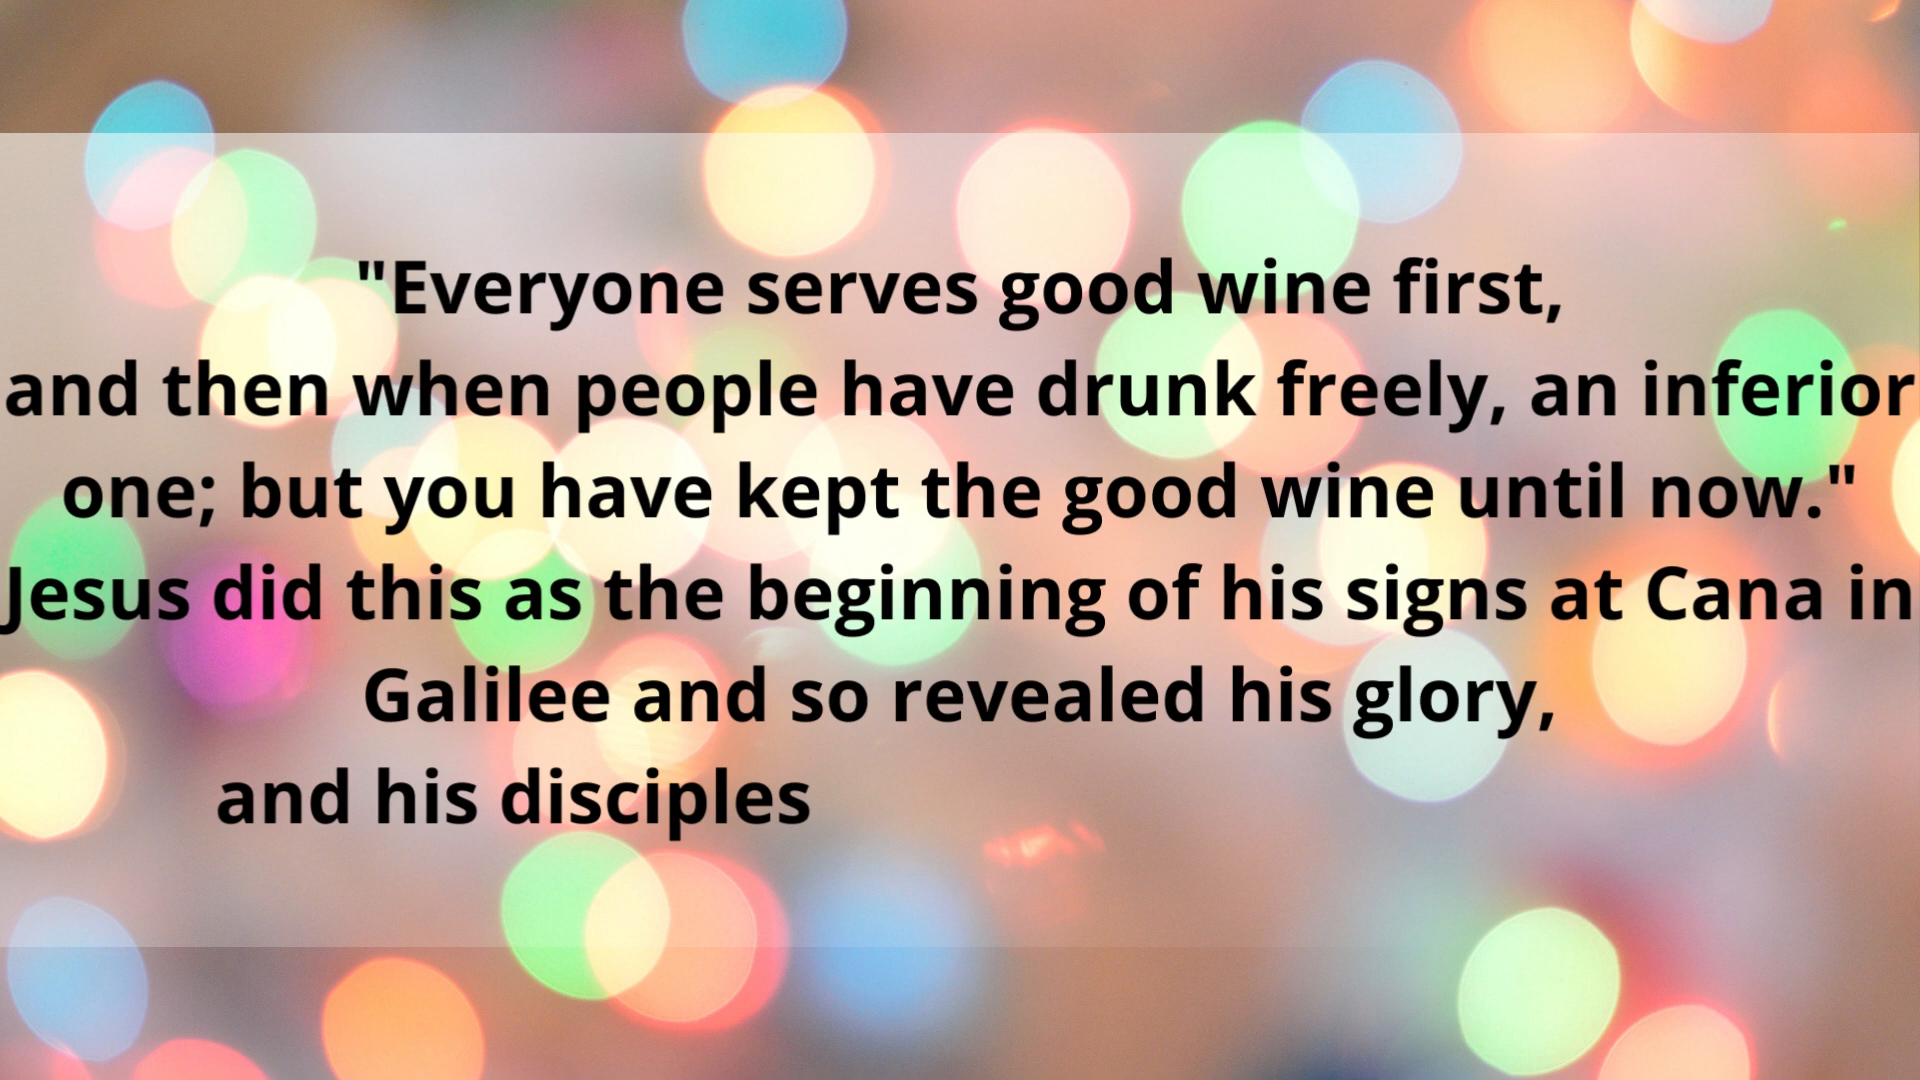 "Everyone serves good wine first,
and then when people have drunk freely, an inferior
one; but you have kept the good wine until now."
Jesus did this as the beginning of his signs at Cana in
Galilee and so revealed his glory,
and his disciples